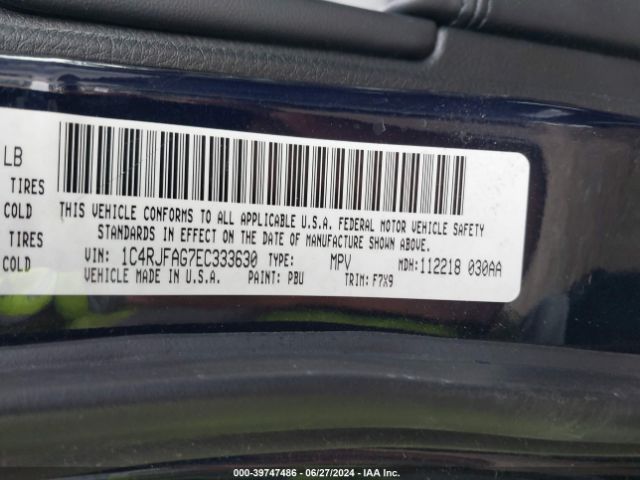 LB
TIRES
COLD
TIRES
COLD
THIS VEHICLE CONFORMS TO ALL APPLICABLE U.S.A. FEDERAL MOTOR VEHICLE SAFETY
STANDARDS IN EFFECT ON THE DATE OF MANUFACTURE SHOWN ABOVE.
VIN: 1C4RJFAG7EC333630 TYPE: MPV MDH:112218 030AA
VEHICLE MADE IN U.S.A. PAINT: PBU TRIM: F7X9
000-39747486 - 06/27/2024 - IAA Inc.